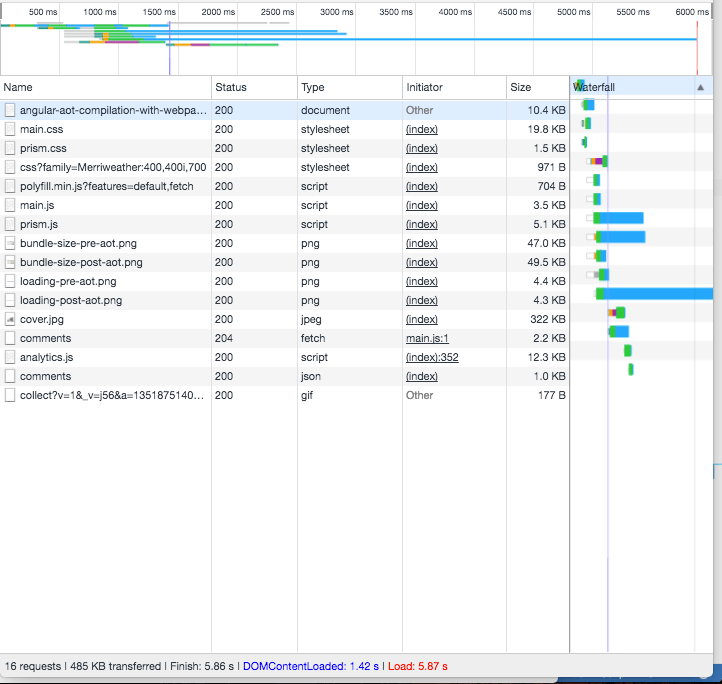 500 ms 1000 ms 1500 ms 2000 ms 2500 ms 3000 ms 3500 ms 4000 ms 4500 ms 5000 ms 5500 ms 6000 ms
Name Status Type Initiator Size Waterfall ▲
angular-aot-compilation-with-webpa... 200 document Other 10.4 KB
main.css 200 stylesheet (index) 19.8 KB
prism.css 200 stylesheet (index) 1.5 KB
css?family=Merriweather:400,400i,700 200 stylesheet (index) 971 B
polyfill.min.js?features=default,fetch 200 script (index) 704 B
main.js 200 script (index) 3.5 KB
prism.js 200 script (index) 5.1 KB
bundle-size-pre-aot.png 200 png (index) 47.0 KB
bundle-size-post-aot.png 200 png (index) 49.5 KB
loading-pre-aot.png 200 png (index) 4.4 KB
loading-post-aot.png 200 png (index) 4.3 KB
cover.jpg 200 jpeg (index) 322 KB
comments 204 fetch main.js:1 2.2 KB
analytics.js 200 script (index):352 12.3 KB
comments 200 json (index) 1.0 KB
collect?v=1&_v=j56&a=1351875140... 200 gif Other 177 B
16 requests | 485 KB transferred | Finish: 5.86 s | DOMContentLoaded: 1.42 s | Load: 5.87 s